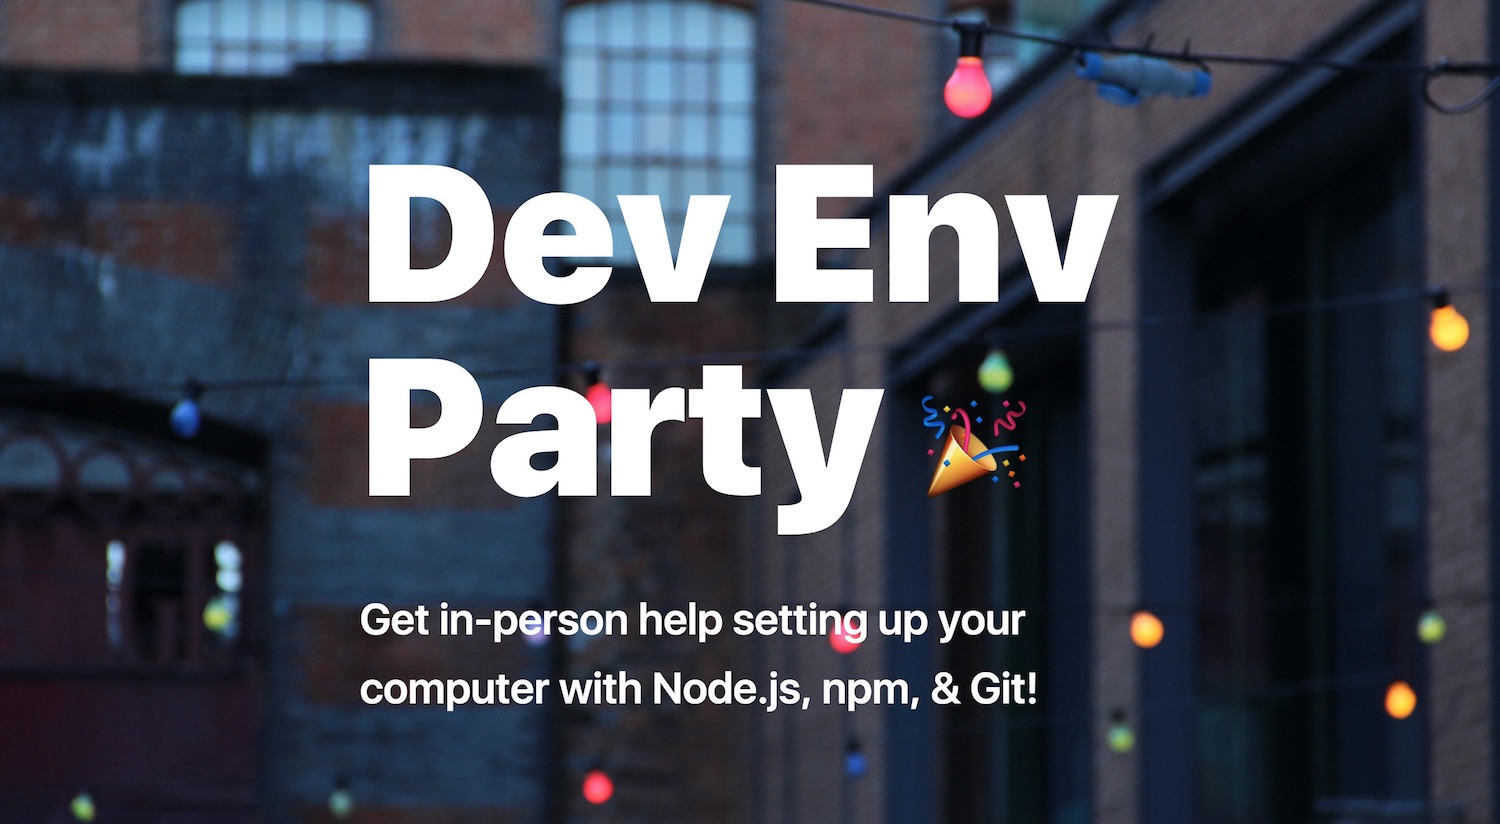 Dev Env
Party 🎉
Get in-person help setting up your
computer with Node.js, npm, & Git!